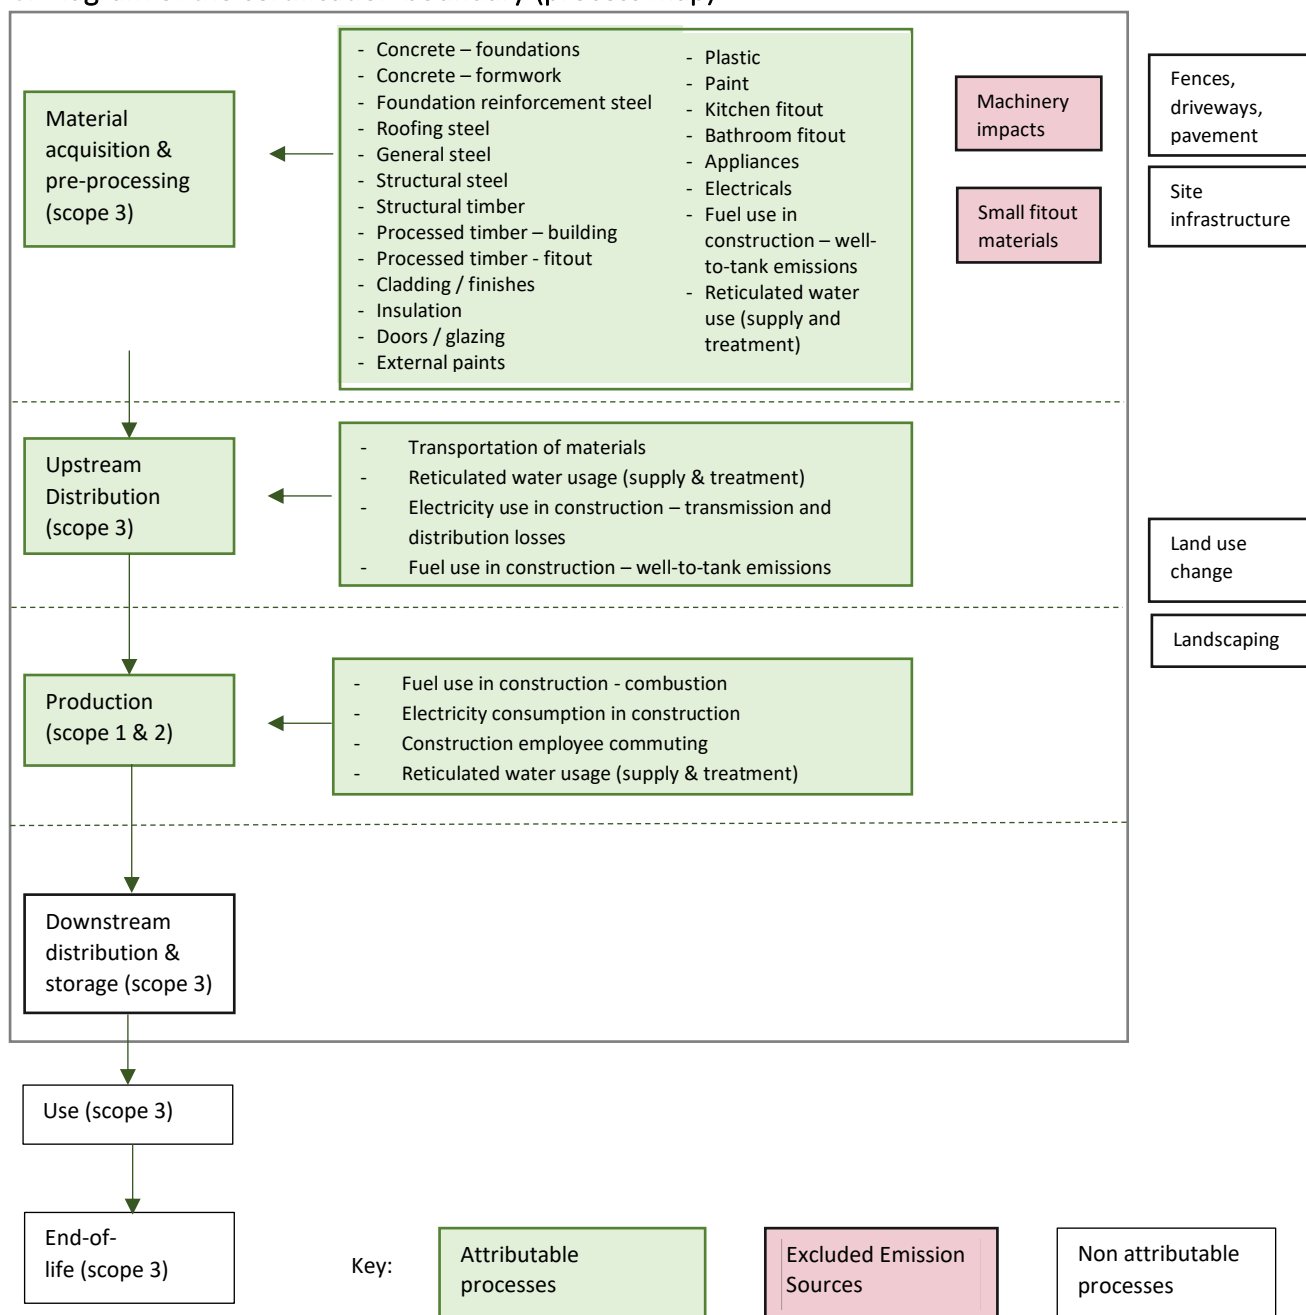 Diagram of the certification boundary (process map)
Material
acquisition &
pre-processing
(scope 3)
- Concrete – foundations
- Concrete – formwork
- Foundation reinforcement steel
- Roofing steel
- General steel
- Structural steel
- Structural timber
- Processed timber – building
- Processed timber - fitout
- Cladding / finishes
- Insulation
- Doors / glazing
- External paints
- Plastic
- Paint
- Kitchen fitout
- Bathroom fitout
- Appliances
- Electricals
- Fuel use in
construction – well-
to-tank emissions
- Reticulated water
use (supply and
treatment)
Machinery
impacts
Small fitout
materials
Fences,
driveways,
pavement
Site
infrastructure
Upstream
Distribution
(scope 3)
- Transportation of materials
- Reticulated water usage (supply & treatment)
- Electricity use in construction – transmission and
distribution losses
- Fuel use in construction – well-to-tank emissions
Land use
change
Landscaping
Production
(scope 1 & 2)
- Fuel use in construction - combustion
- Electricity consumption in construction
- Construction employee commuting
- Reticulated water usage (supply & treatment)
Downstream
distribution &
storage (scope 3)
Use (scope 3)
End-of-
life (scope 3)
Key:
Attributable
processes
Excluded Emission
Sources
Non attributable
processes